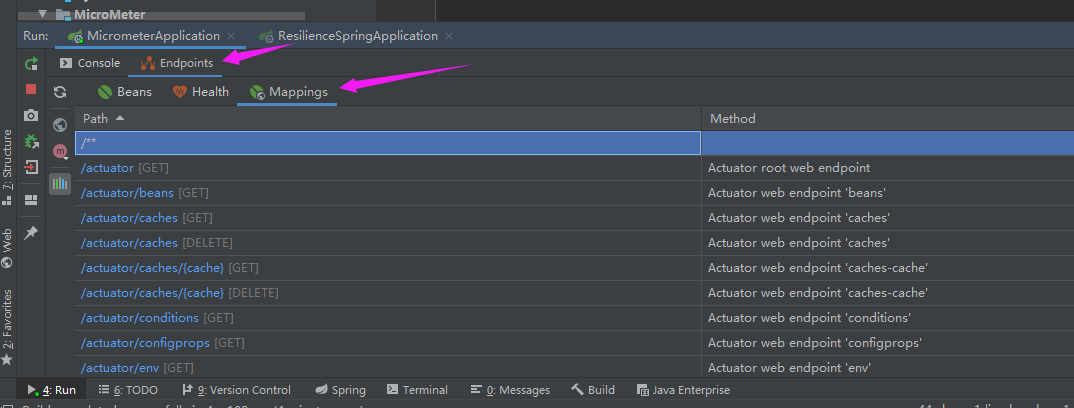 MicroMeter
Run: MicrometerApplication ResilienceSpringApplication
Console Endpoints
Beans Health Mappings
Path Method
/**
/actuator [GET] Actuator root web endpoint
/actuator/beans [GET] Actuator web endpoint 'beans'
/actuator/caches [GET] Actuator web endpoint 'caches'
/actuator/caches [DELETE] Actuator web endpoint 'caches'
/actuator/caches/{cache} [GET] Actuator web endpoint 'caches-cache'
/actuator/caches/{cache} [DELETE] Actuator web endpoint 'caches-cache'
/actuator/conditions [GET] Actuator web endpoint 'conditions'
/actuator/configprops [GET] Actuator web endpoint 'configprops'
/actuator/env [GET] Actuator web endpoint 'env'
7: Structure
Web
2: Favorites
4: Run 6: TODO 9: Version Control Spring Terminal 0: Messages Build Java Enterprise